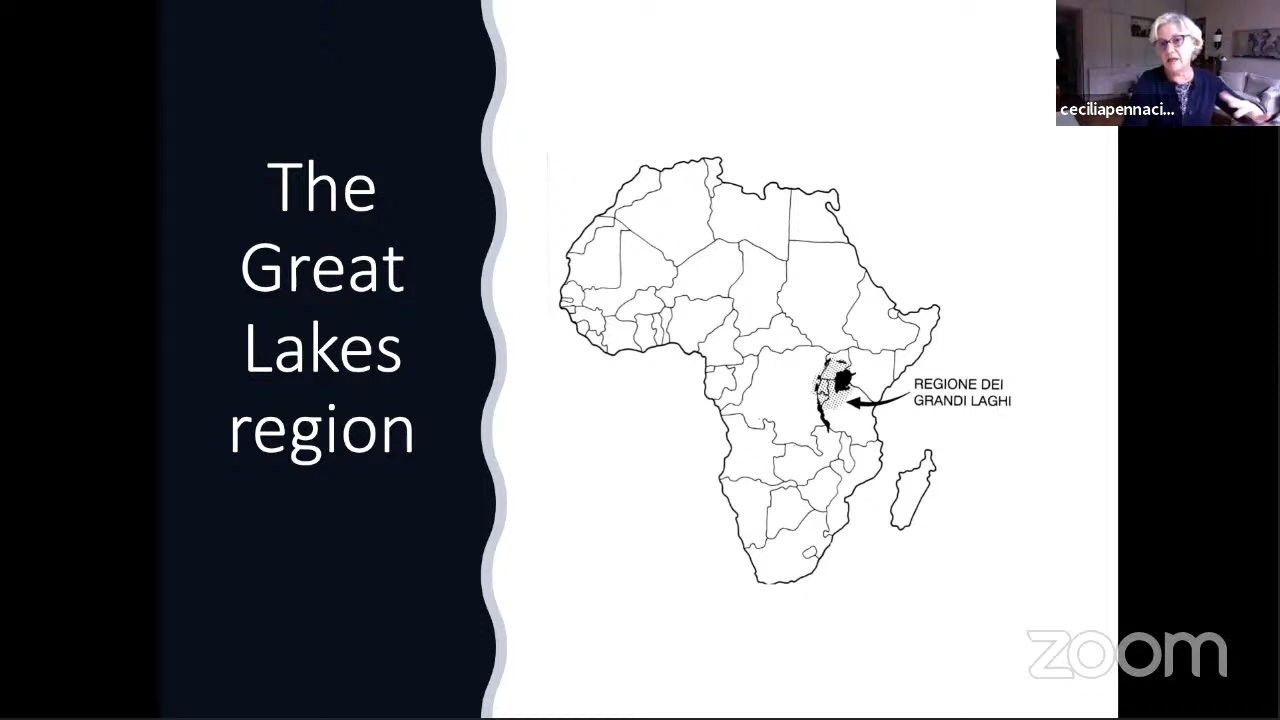 The
Great
Lakes
region
ceciliapennaci...
REGIONE DEI
GRANDI LAGHI
zoom